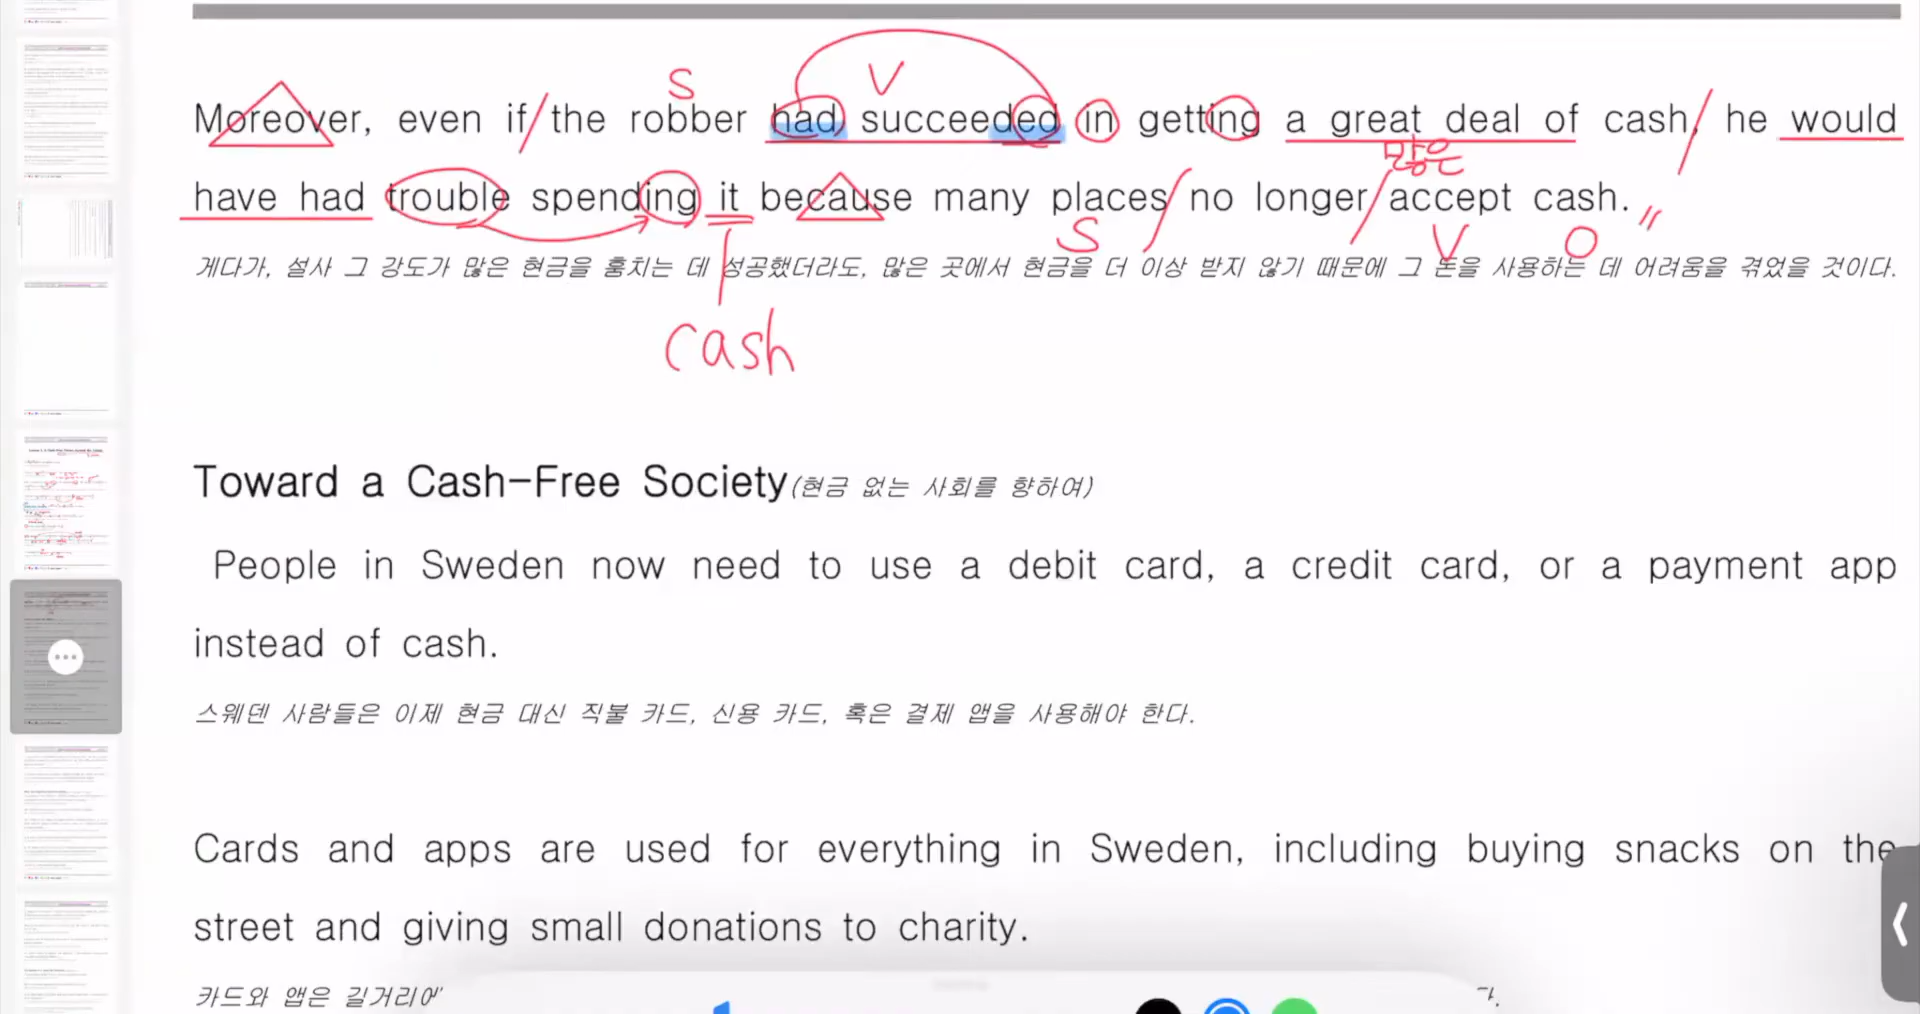 S V
Moreover, even if the robber had succeeded in getting a great deal of cash, he would
많은
have had trouble spending it because many places no longer accept cash.
S V O
게다가, 설사 그 강도가 많은 현금을 훔치는 데 성공했더라도, 많은 곳에서 현금을 더 이상 받지 않기 때문에 그 돈을 사용하는 데 어려움을 겪었을 것이다.
cash
Toward a Cash-Free Society(현금 없는 사회를 향하여)
People in Sweden now need to use a debit card, a credit card, or a payment app
instead of cash.
스웨덴 사람들은 이제 현금 대신 직불 카드, 신용 카드, 혹은 결제 앱을 사용해야 한다.
Cards and apps are used for everything in Sweden, including buying snacks on the
street and giving small donations to charity.
카드와 앱은 길거리에